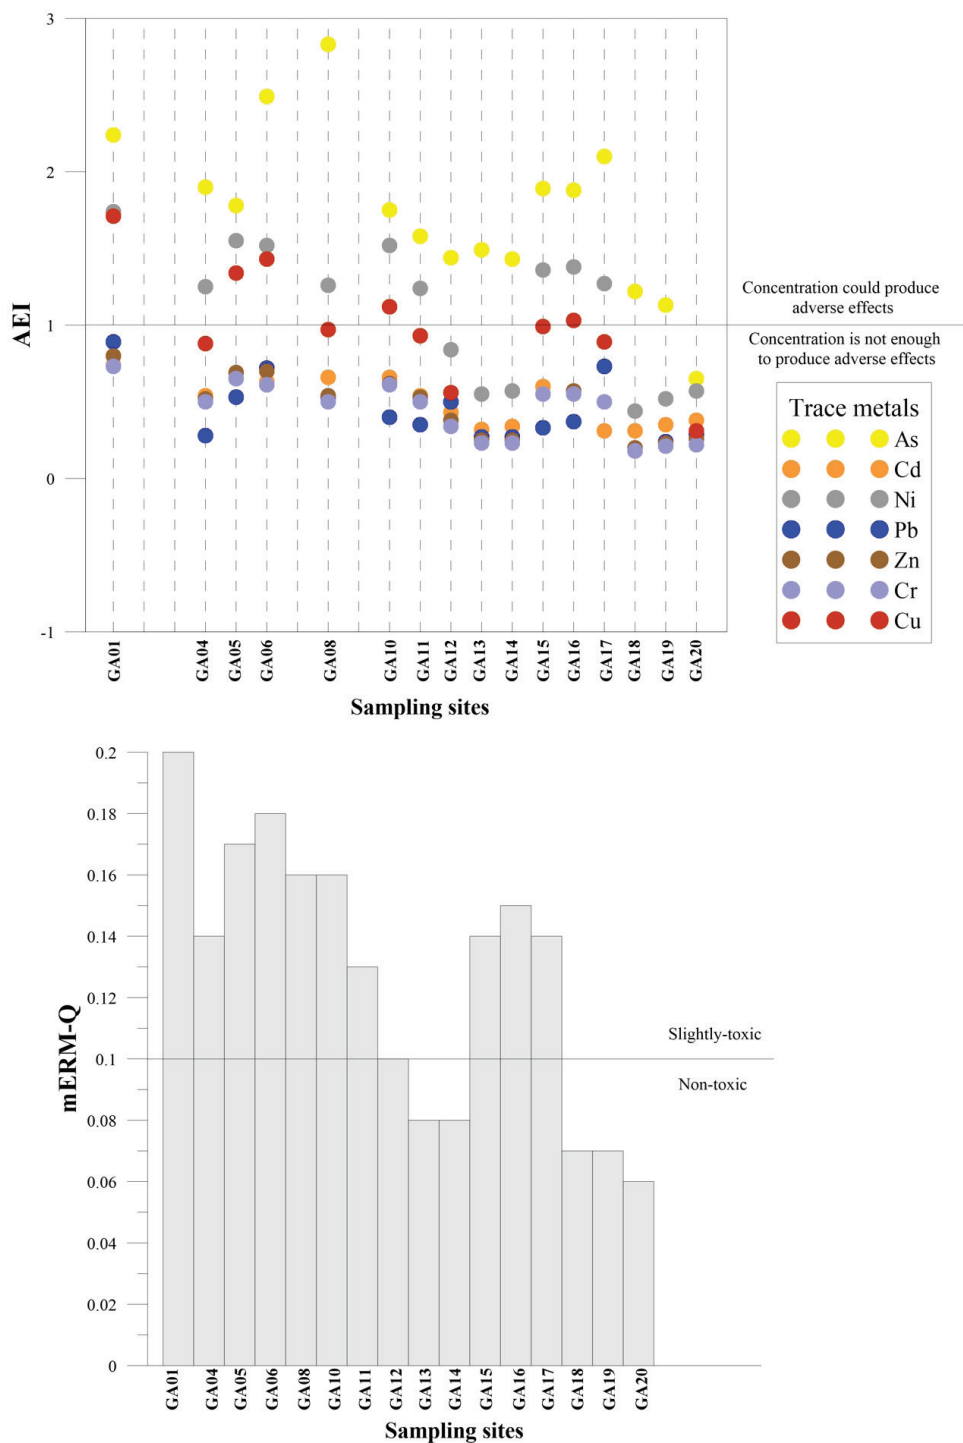 3
2
1
0
-1
AEI
GA01
GA04
GA05
GA06
GA08
GA10
GA11
GA12
GA13
GA14
GA15
GA16
GA17
GA18
GA19
GA20
Sampling sites
Concentration could produce
adverse effects
Concentration is not enough
to produce adverse effects
Trace metals
As
Cd
Ni
Pb
Zn
Cr
Cu
0.2
0.18
0.16
0.14
0.12
0.1
0.08
0.06
0.04
0.02
0
mERM-Q
Slightly-toxic
Non-toxic
GA01
GA04
GA05
GA06
GA08
GA10
GA11
GA12
GA13
GA14
GA15
GA16
GA17
GA18
GA19
GA20
Sampling sites